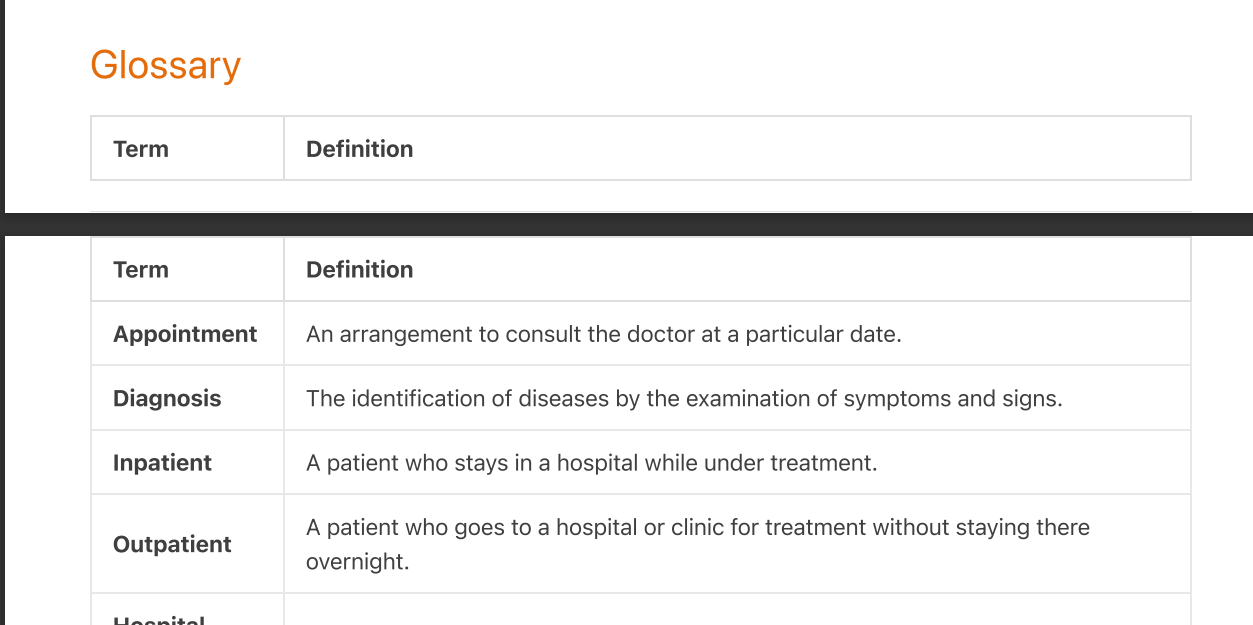 Glossary
Term Definition
Term Definition
Appointment An arrangement to consult the doctor at a particular date.
Diagnosis The identification of diseases by the examination of symptoms and signs.
Inpatient A patient who stays in a hospital while under treatment.
Outpatient A patient who goes to a hospital or clinic for treatment without staying there
overnight.
Hospital